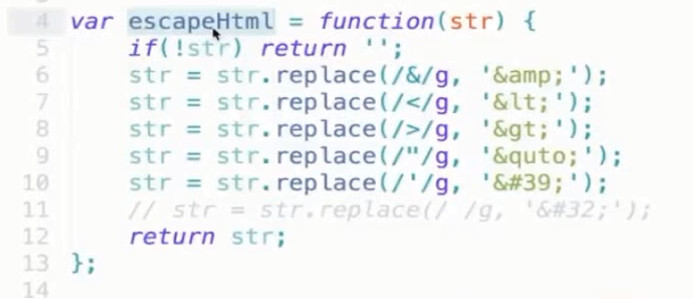 4 var escapeHtml = function(str) {
5 if(!str) return '';
6 str = str.replace(/&/g, '&amp;');
7 str = str.replace(/</g, '&lt;');
8 str = str.replace(/>/g, '&gt;');
9 str = str.replace(/"/g, '&quto;');
10 str = str.replace(/'/g, '&#39;');
11 // str = str.replace(/ /g, '&#32;');
12 return str;
13 };
14